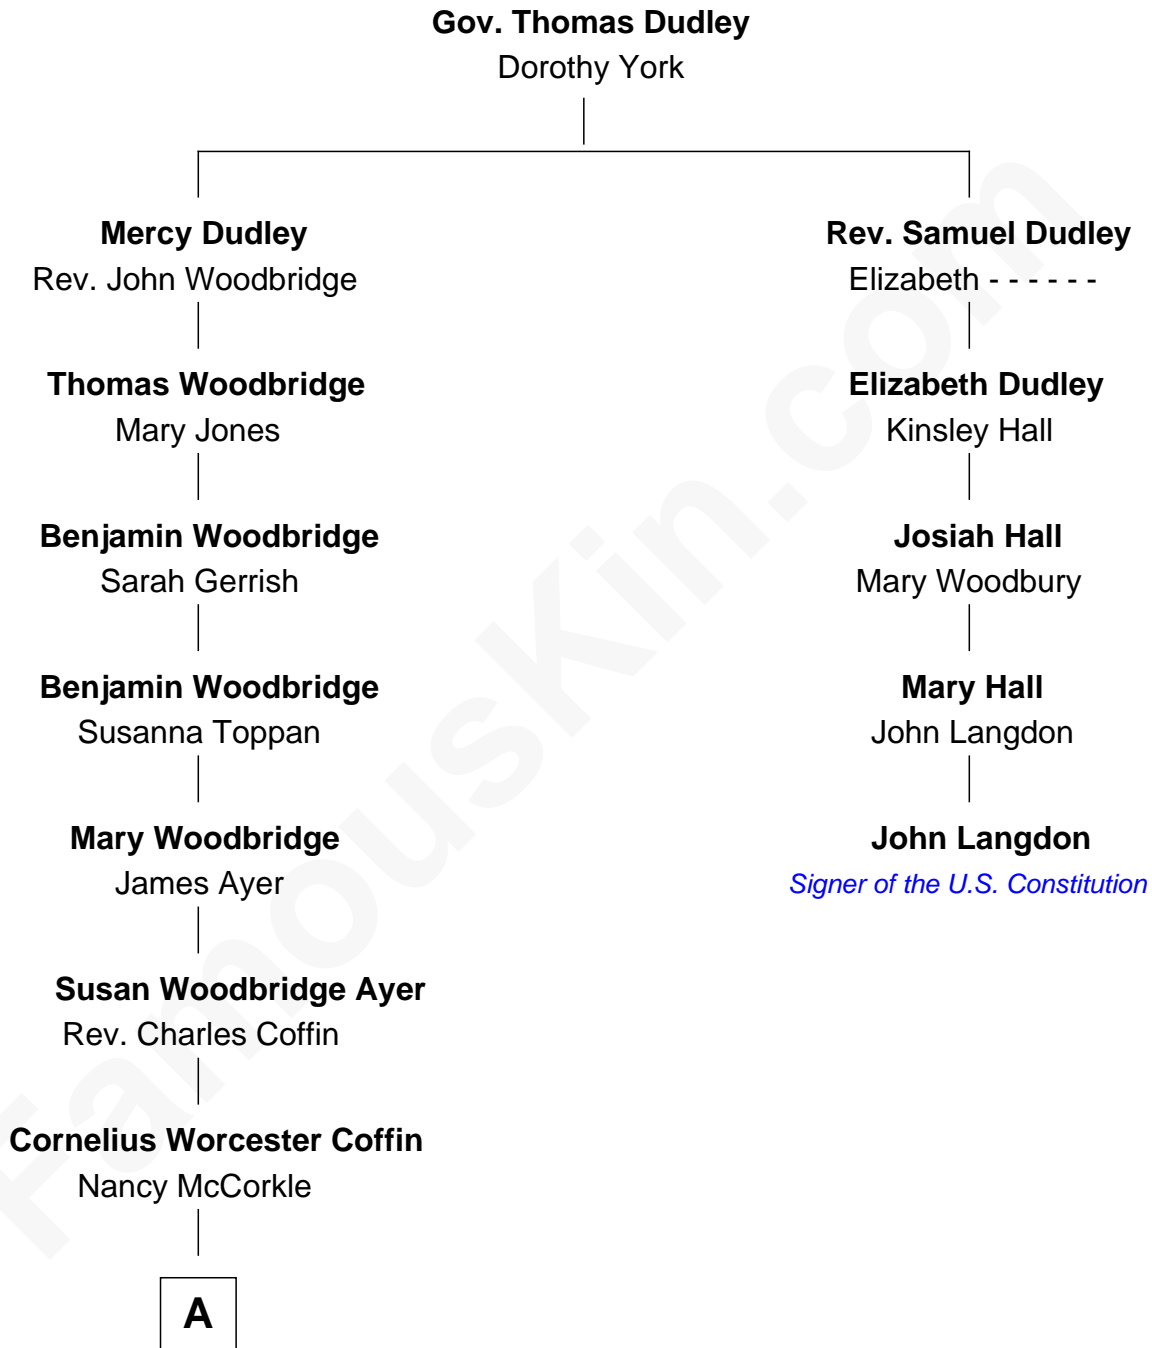 Gov. Thomas Dudley
Dorothy York
Mercy Dudley
Rev. John Woodbridge
Thomas Woodbridge
Mary Jones
Benjamin Woodbridge
Sarah Gerrish
Benjamin Woodbridge
Susanna Toppan
Mary Woodbridge
James Ayer
Susan Woodbridge Ayer
Rev. Charles Coffin
Cornelius Worcester Coffin
Nancy McCorkle
A
Rev. Samuel Dudley
Elizabeth - - - - - -
Elizabeth Dudley
Kinsley Hall
Josiah Hall
Mary Woodbury
Mary Hall
John Langdon
John Langdon
Signer of the U.S. Constitution
FamousKin.com